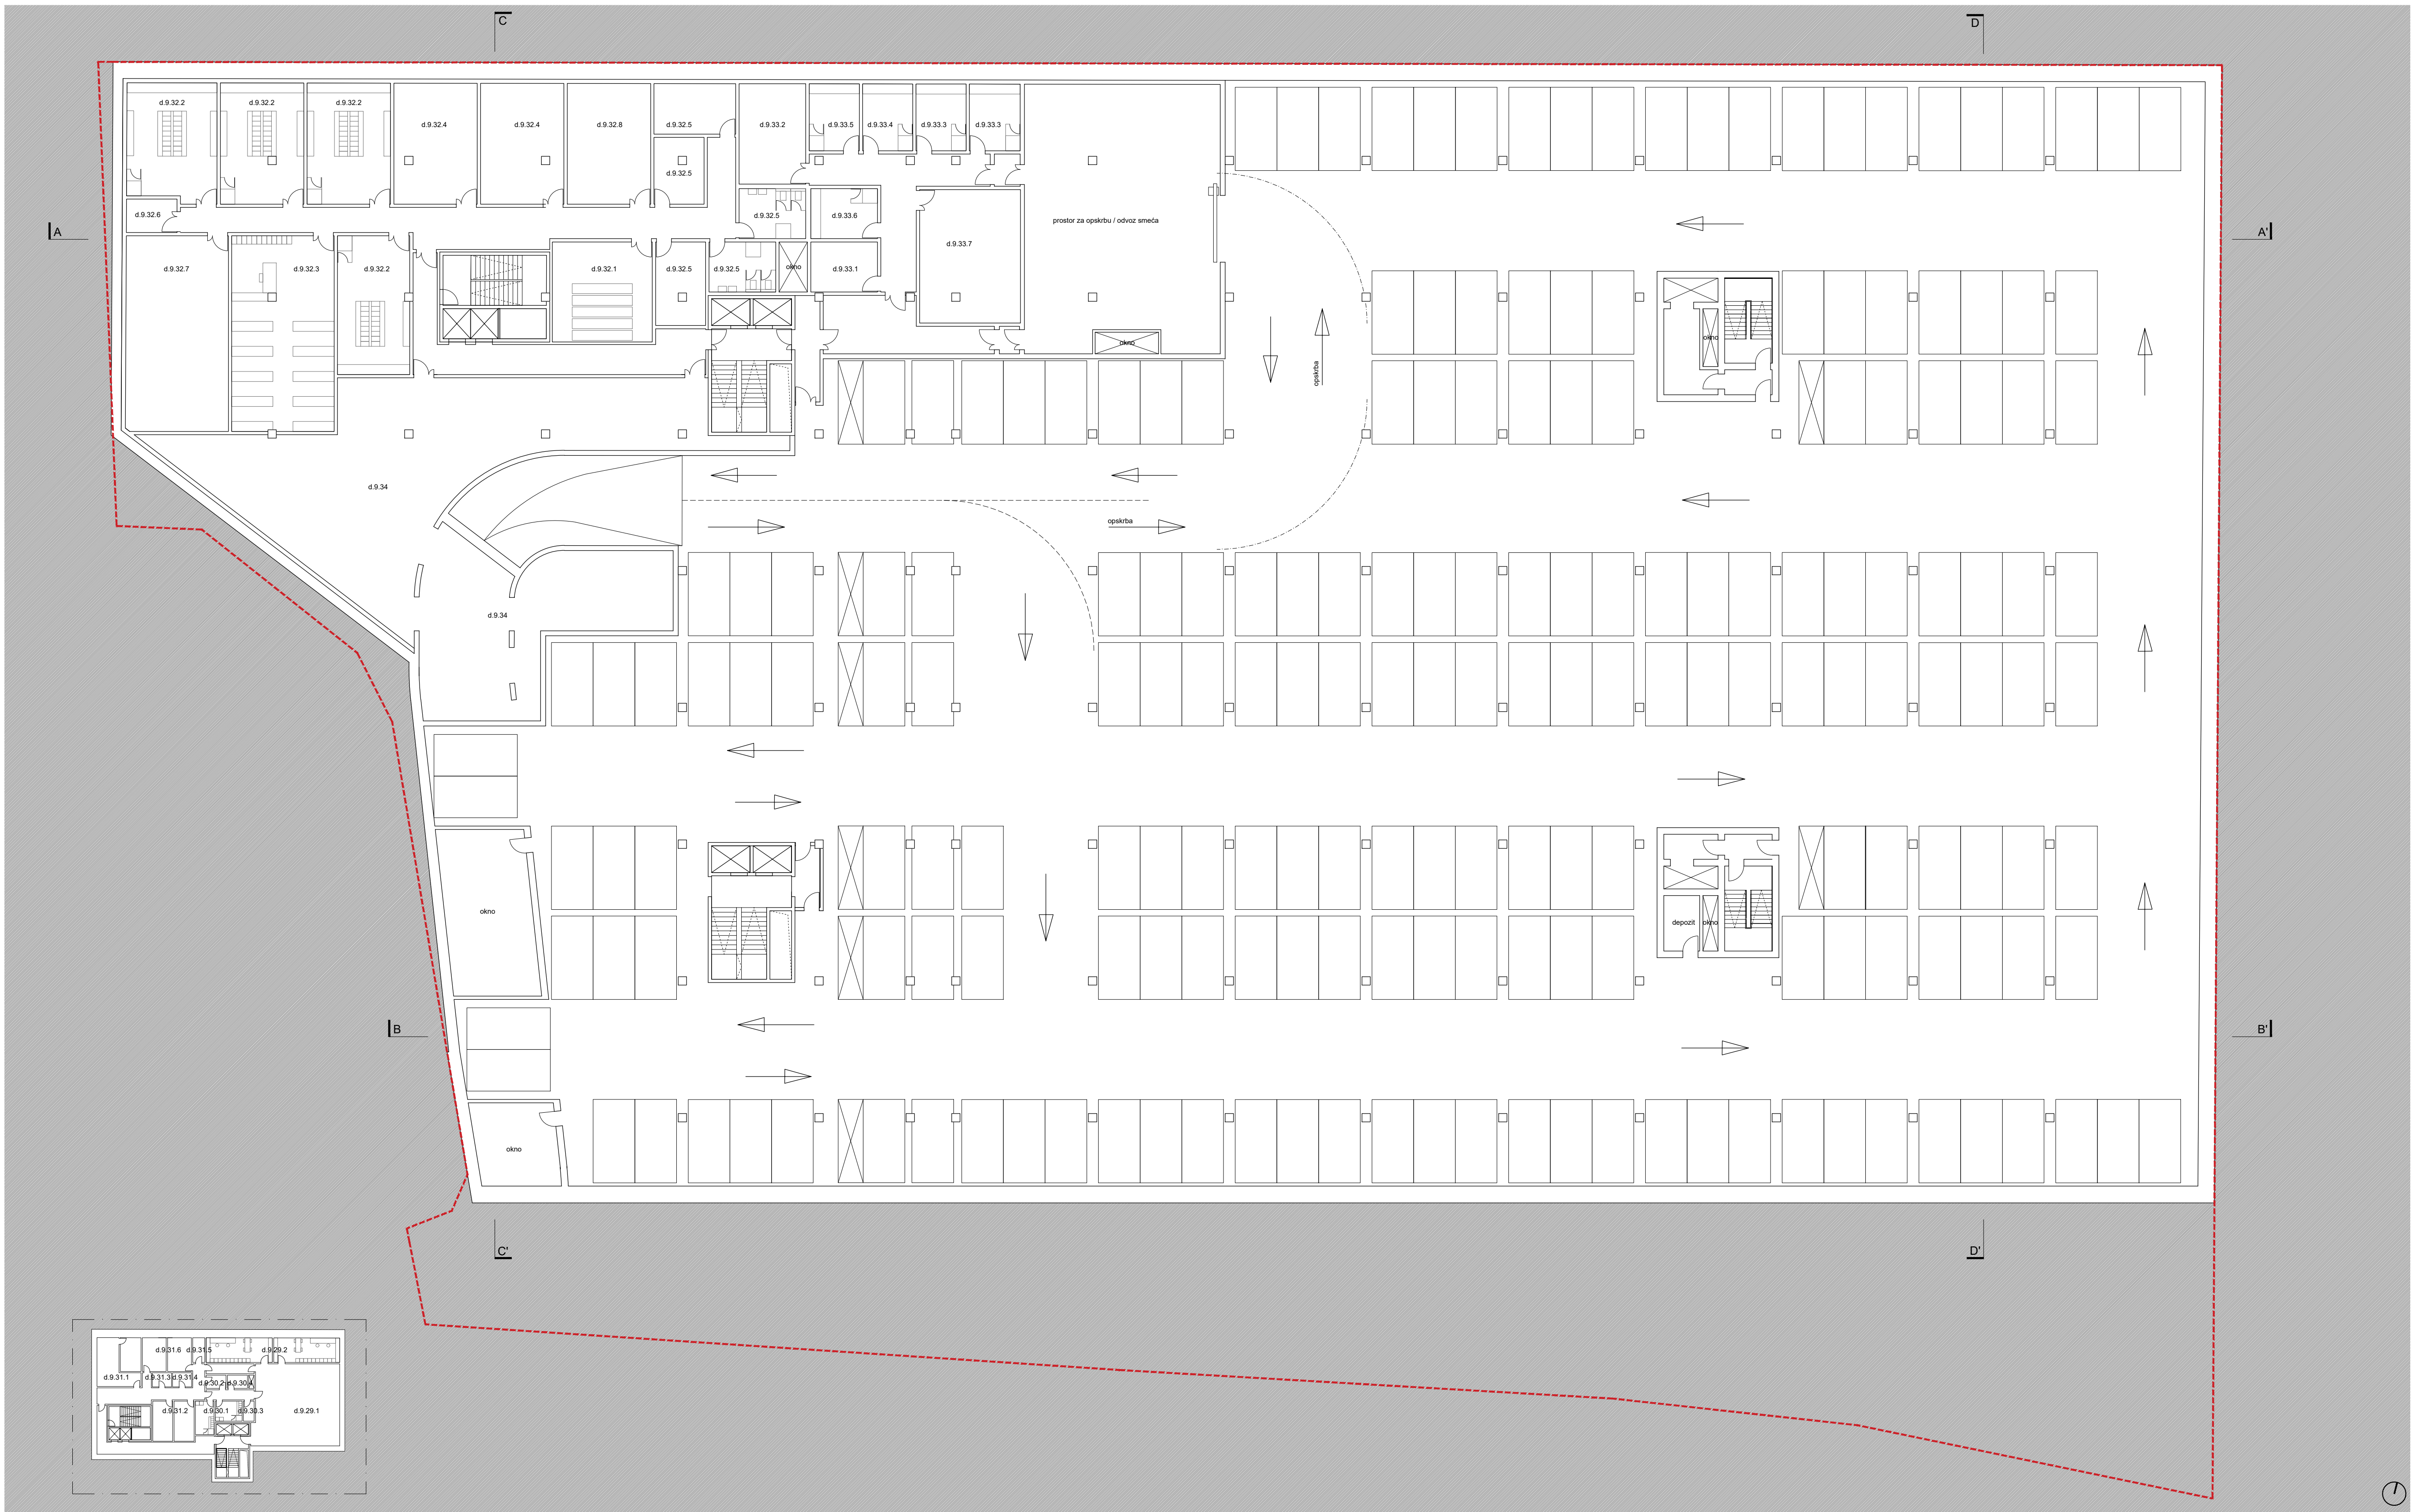 C
D
d.9.32.2
d.9.32.2
d.9.32.2
d.9.32.4
d.9.32.4
d.9.32.8
d.9.32.5
d.9.33.2
d.9.33.5
d.9.33.4
d.9.33.3
d.9.33.3
d.9.32.5
d.9.32.6
d.9.32.5
d.9.33.6
prostor za opskrbu / odvoz smeća
A
A'
d.9.33.7
d.9.32.7
d.9.32.3
d.9.32.2
d.9.32.1
d.9.32.5
d.9.32.5
okno
d.9.33.1
okno
okno
opskrba
d.9.34
opskrba
d.9.34
okno
depozit
okno
B
B'
okno
C'
D'
d.9.31.6
d.9.31.5
d.9.29.2
d.9.31.1
d.9.31.3
d.9.31.4
d.9.30.2
d.9.30.4
d.9.31.2
d.9.30.1
d.9.30.3
d.9.29.1